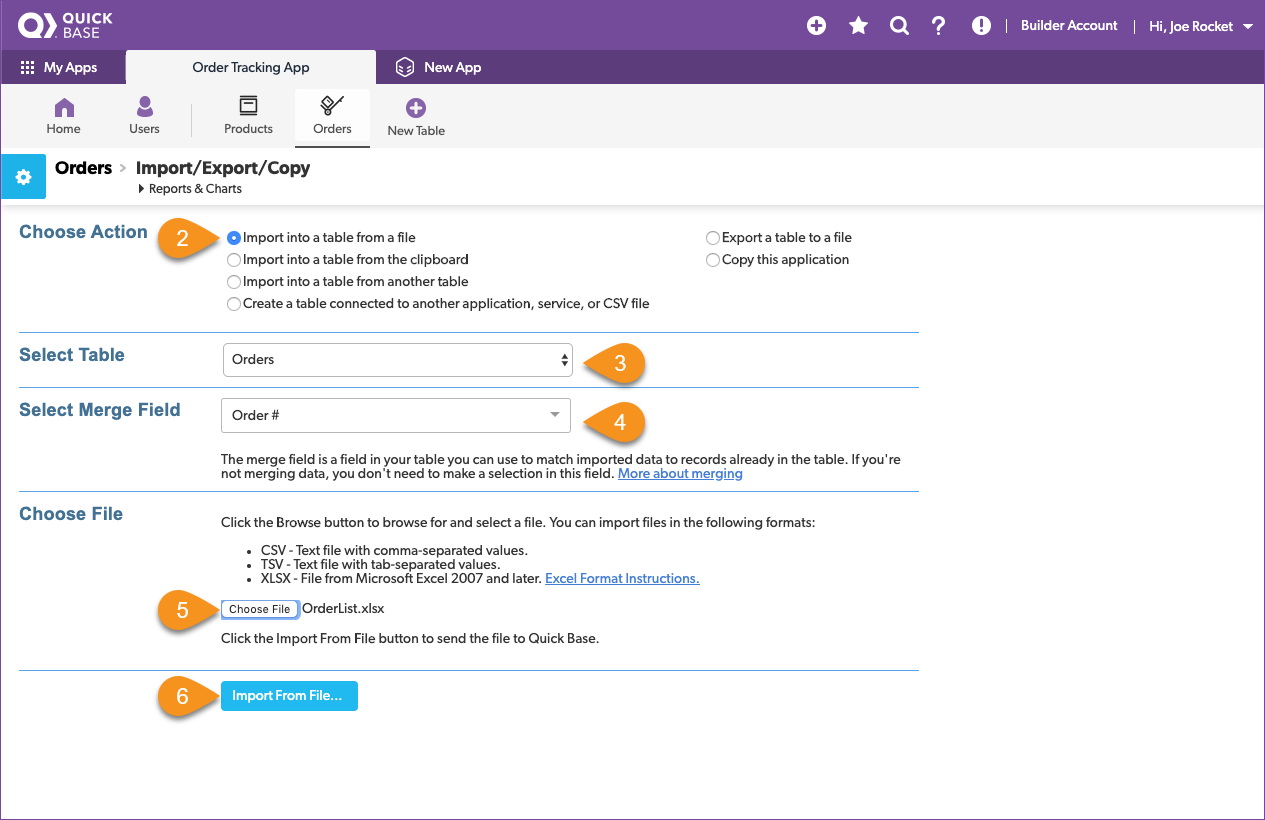 QUICK BASE
Builder Account
Hi, Joe Rocket
My Apps
Order Tracking App
New App
Home
Users
Products
Orders
New Table
Orders > Import/Export/Copy
Reports & Charts
Choose Action
2
Import into a table from a file
Import into a table from the clipboard
Import into a table from another table
Create a table connected to another application, service, or CSV file
Export a table to a file
Copy this application
Select Table
Orders
3
Select Merge Field
Order #
4
The merge field is a field in your table you can use to match imported data to records already in the table. If you're
not merging data, you don't need to make a selection in this field. More about merging
Choose File
Click the Browse button to browse for and select a file. You can import files in the following formats:
• CSV - Text file with comma-separated values.
• TSV - Text file with tab-separated values.
• XLSX - File from Microsoft Excel 2007 and later. Excel Format Instructions.
5
Choose File OrderList.xlsx
Click the Import From File button to send the file to Quick Base.
6
Import From File...